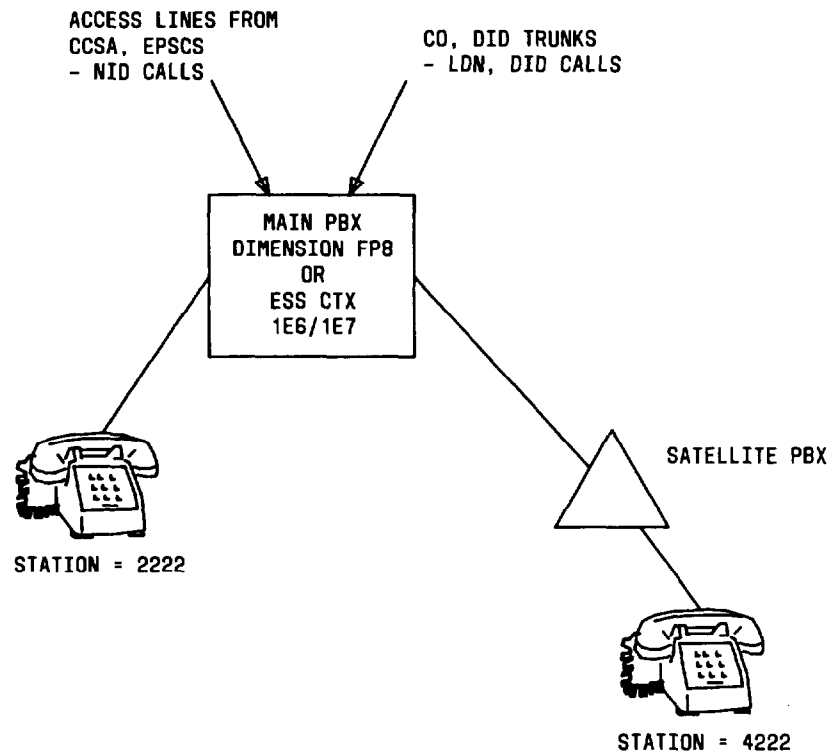 ACCESS LINES FROM
CCSA, EPSCS
- NID CALLS
CO, DID TRUNKS
- LDN, DID CALLS
MAIN PBX
DIMENSION FP8
OR
ESS CTX
1E6/1E7
SATELLITE PBX
STATION = 2222
STATION = 4222